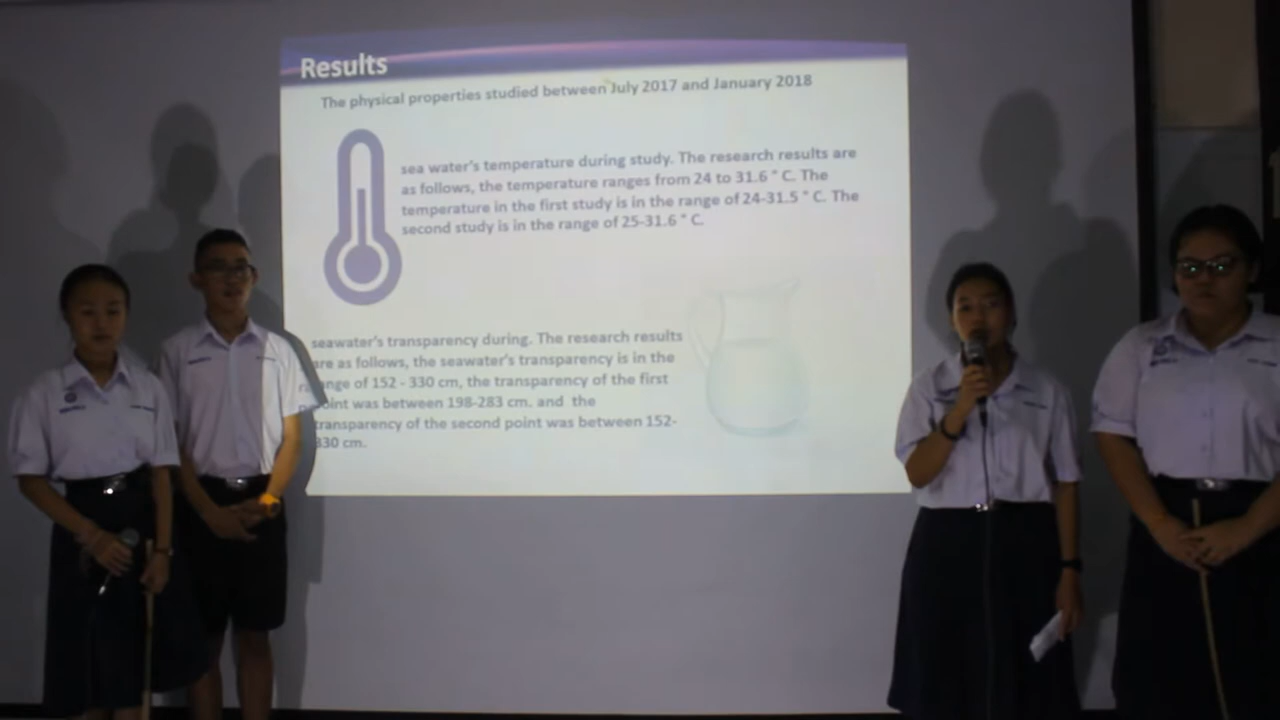 Results
The physical properties studied between July 2017 and January 2018
sea water's temperature during study. The research results are
as follows, the temperature ranges from 24 to 31.6 ° C. The
temperature in the first study is in the range of 24-31.5 ° C. The
second study is in the range of 25-31.6 ° C.
seawater's transparency during. The research results
are as follows, the seawater's transparency is in the
range of 152 - 330 cm, the transparency of the first
point was between 198-283 cm. and the
transparency of the second point was between 152-
330 cm.